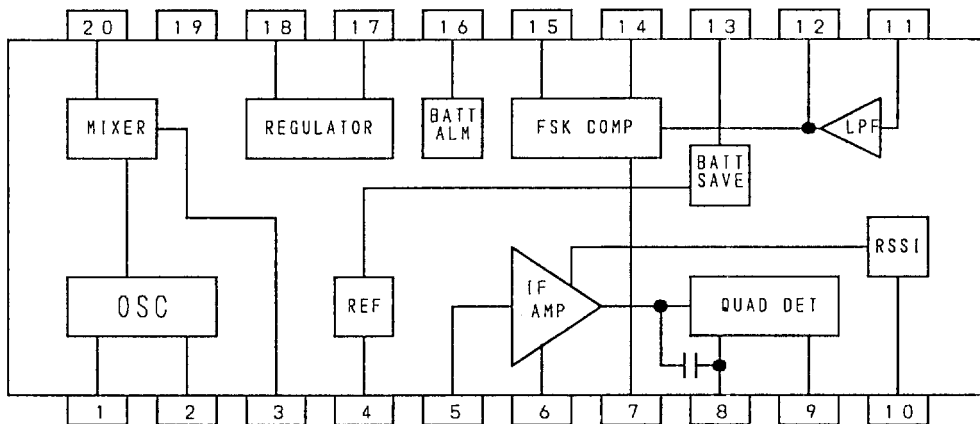 20 19 18 17 16 15 14 13 12 11
MIXER
REGULATOR
BATT
ALM
FSK COMP
LPF
BATT
SAVE
RSSI
OSC
REF
IF
AMP
QUAD DET
1 2 3 4 5 6 7 8 9 10